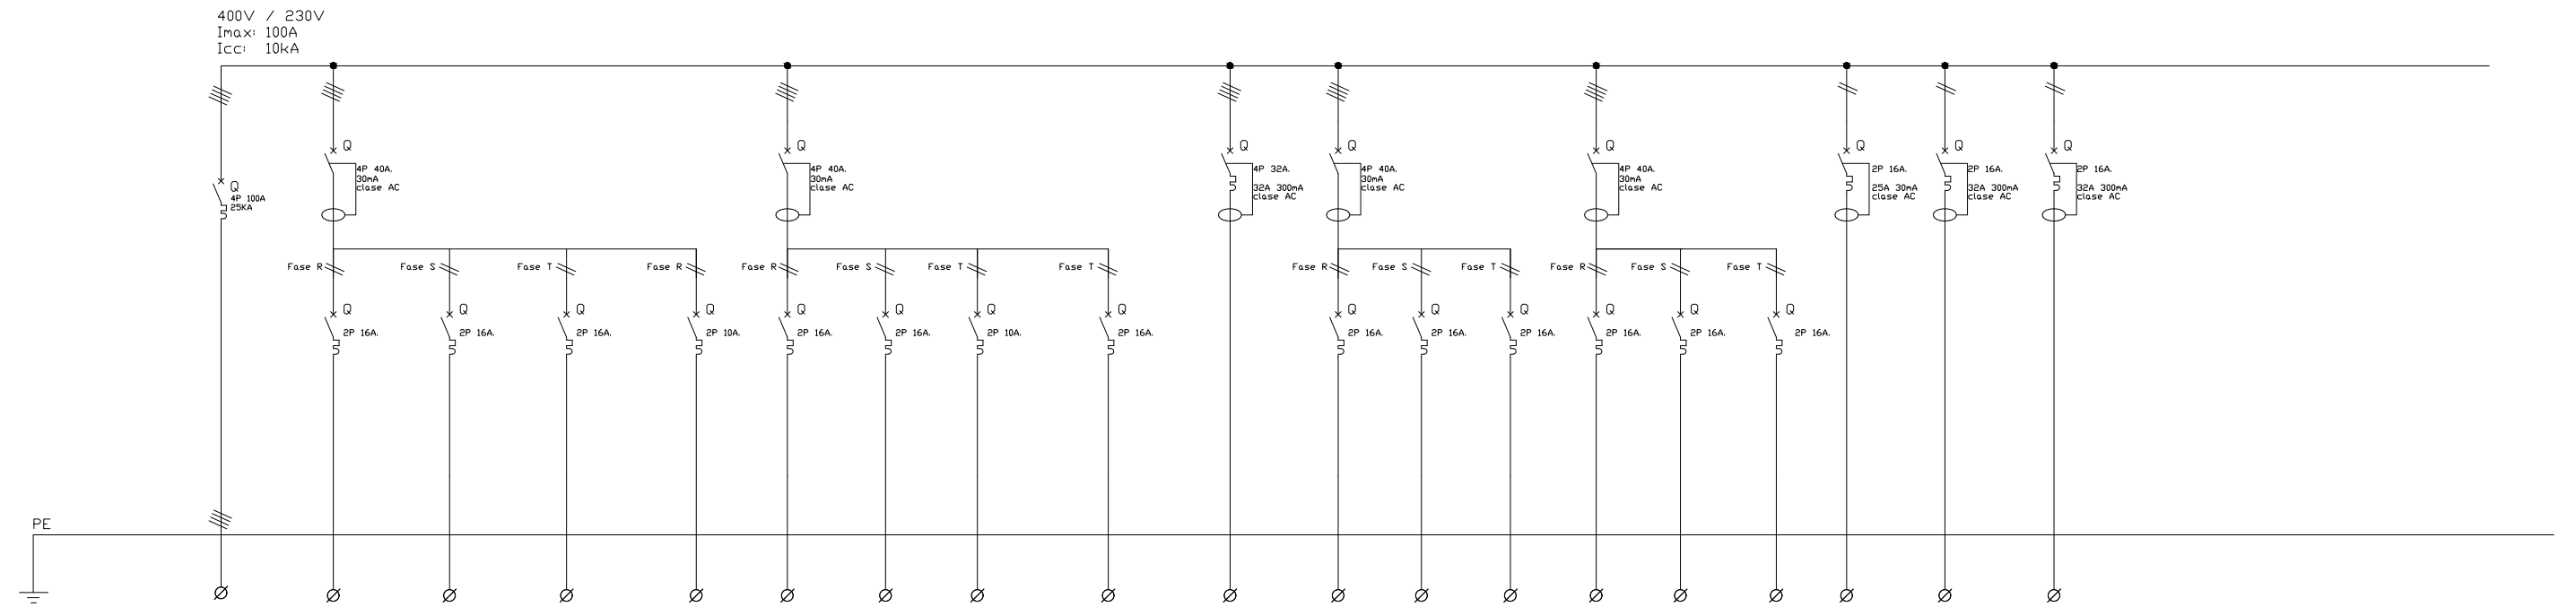 400V / 230V
Imax: 100A
Icc: 10kA
Q
4P 100A
25KA
Q
4P 40A.
30mA
clase AC
Q
4P 40A.
30mA
clase AC
Q
4P 32A.
32A 300mA
clase AC
Q
4P 40A.
30mA
clase AC
Q
4P 40A.
30mA
clase AC
Q
2P 16A.
25A 30mA
clase AC
Q
2P 16A.
32A 300mA
clase AC
Q
2P 16A.
32A 300mA
clase AC
Fase R
Q
2P 16A.
Fase S
Q
2P 16A.
Fase T
Q
2P 16A.
Fase R
Q
2P 10A.
Fase R
Q
2P 16A.
Fase S
Q
2P 16A.
Fase T
Q
2P 10A.
Fase T
Q
2P 16A.
Fase R
Q
2P 16A.
Fase S
Q
2P 16A.
Fase T
Q
2P 16A.
Fase R
Q
2P 16A.
Fase S
Q
2P 16A.
Fase T
Q
2P 16A.
PE